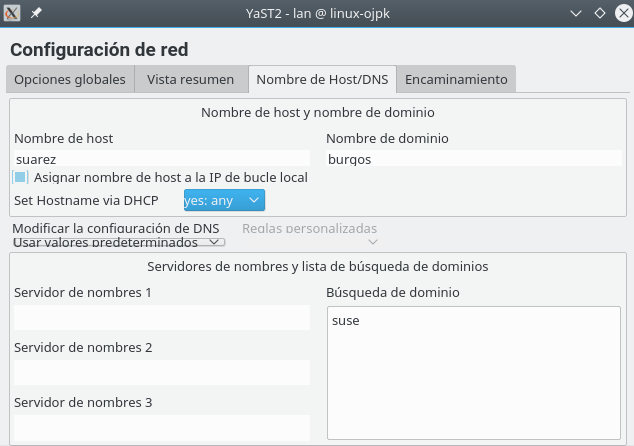 YaST2 - lan @ linux-ojpk
Configuración de red
Opciones globales Vista resumen Nombre de Host/DNS Encaminamiento
Nombre de host y nombre de dominio
Nombre de host Nombre de dominio
suarez burgos
Asignar nombre de host a la IP de bucle local
Set Hostname via DHCP yes: any
Modificar la configuración de DNS Reglas personalizadas
Usar valores predeterminados
Servidores de nombres y lista de búsqueda de dominios
Servidor de nombres 1 Búsqueda de dominio
suse
Servidor de nombres 2
Servidor de nombres 3